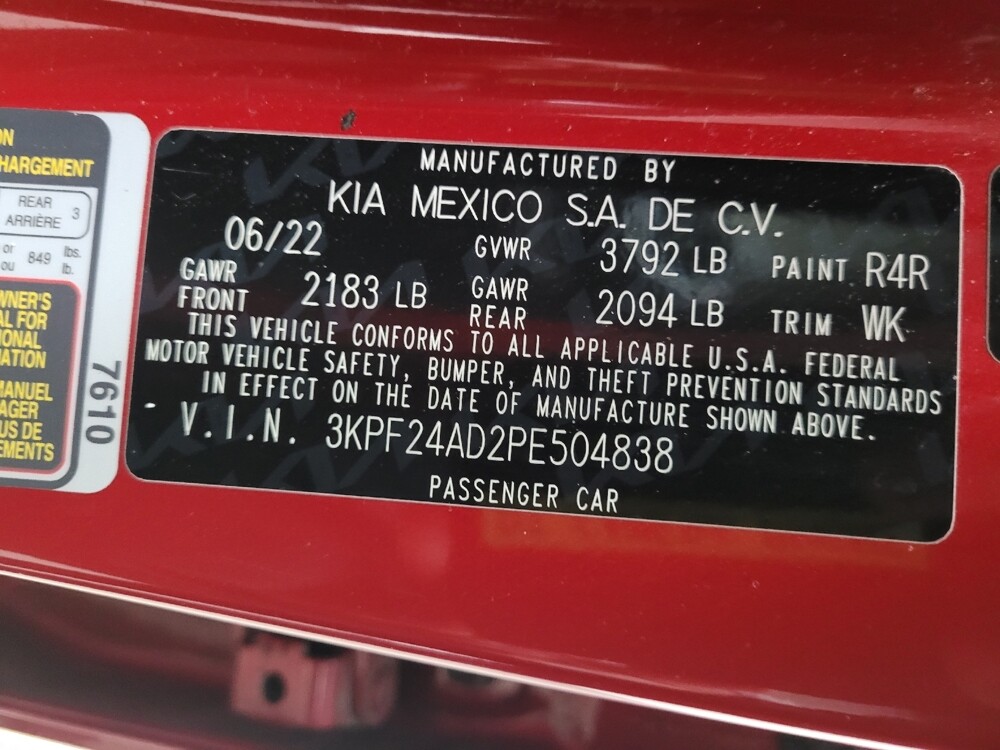 ON
HARGEMENT
REAR
ARRIÈRE 3
or
ou 849 lbs.
lb.
WNER'S
AL FOR
IONAL
MATION
MANUEL
AGER
US DE
EMENTS
7610
MANUFACTURED BY
KIA MEXICO S.A. DE C.V.
06/22 GVWR 3792 LB PAINT R4R
GAWR
FRONT 2183 LB GAWR
REAR 2094 LB TRIM WK
THIS VEHICLE CONFORMS TO ALL APPLICABLE U.S.A. FEDERAL
MOTOR VEHICLE SAFETY, BUMPER, AND THEFT PREVENTION STANDARDS
IN EFFECT ON THE DATE OF MANUFACTURE SHOWN ABOVE.
V.I.N. 3KPF24AD2PE504838
PASSENGER CAR